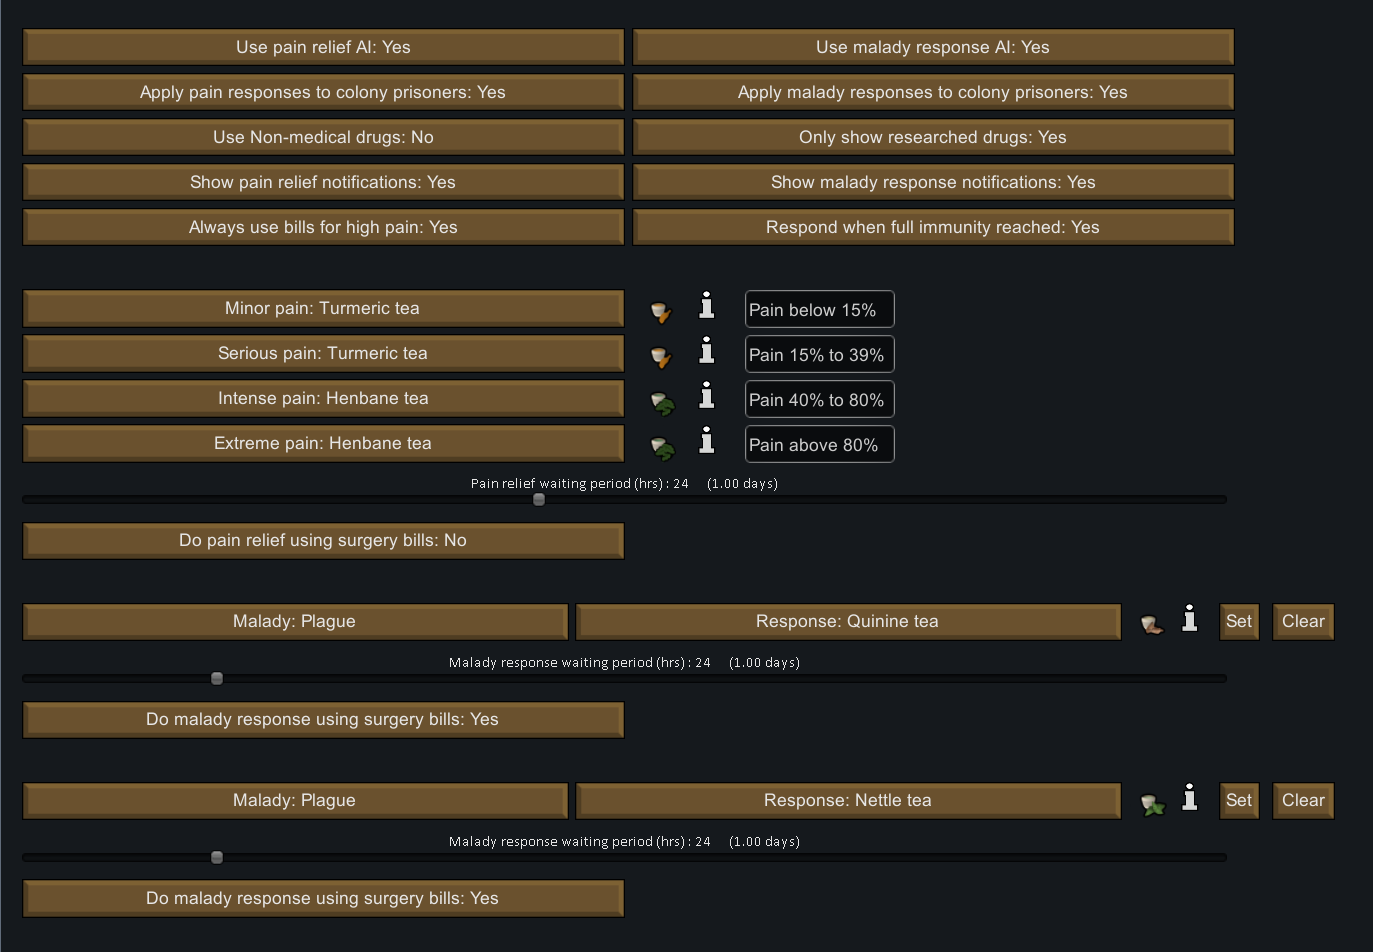 Use pain relief AI: Yes
Use malady response AI: Yes
Apply pain responses to colony prisoners: Yes
Apply malady responses to colony prisoners: Yes
Use Non-medical drugs: No
Only show researched drugs: Yes
Show pain relief notifications: Yes
Show malady response notifications: Yes
Always use bills for high pain: Yes
Respond when full immunity reached: Yes
Minor pain: Turmeric tea
Pain below 15%
Serious pain: Turmeric tea
Pain 15% to 39%
Intense pain: Henbane tea
Pain 40% to 80%
Extreme pain: Henbane tea
Pain above 80%
Pain relief waiting period (hrs) : 24 (1.00 days)
Do pain relief using surgery bills: No
Malady: Plague
Response: Quinine tea
Set
Clear
Malady response waiting period (hrs) : 24 (1.00 days)
Do malady response using surgery bills: Yes
Malady: Plague
Response: Nettle tea
Set
Clear
Malady response waiting period (hrs) : 24 (1.00 days)
Do malady response using surgery bills: Yes